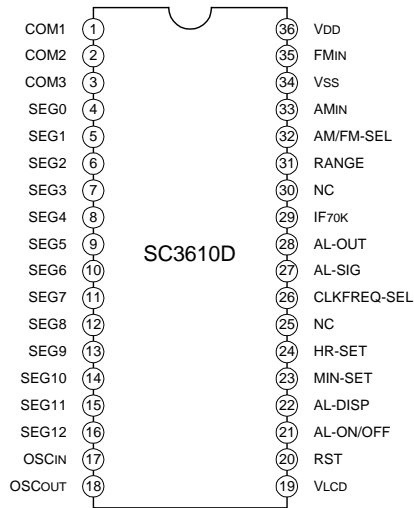 COM1 1 36 VDD
COM2 2 35 FMIN
COM3 3 34 VSS
SEG0 4 33 AMIN
SEG1 5 32 AM/FM-SEL
SEG2 6 31 RANGE
SEG3 7 30 NC
SEG4 8 29 IF70K
SEG5 9 28 AL-OUT
SC3610D
SEG6 10 27 AL-SIG
SEG7 11 26 CLKFREQ-SEL
SEG8 12 25 NC
SEG9 13 24 HR-SET
SEG10 14 23 MIN-SET
SEG11 15 22 AL-DISP
SEG12 16 21 AL-ON/OFF
OSCIN 17 20 RST
OSCOUT 18 19 VLCD